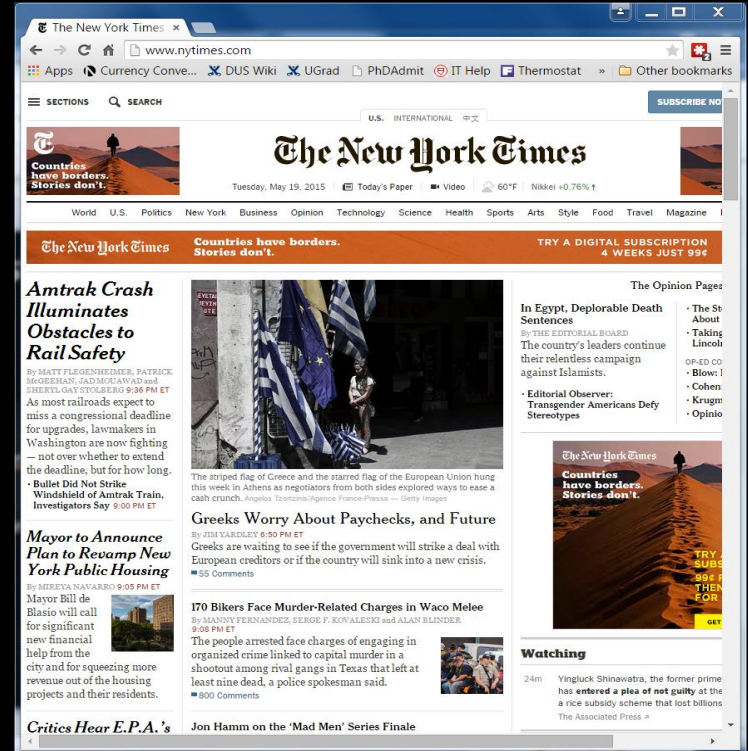 The New York Times
www.nytimes.com
Apps Currency Conve... DUS Wiki UGrad PhDAdmit IT Help Thermostat » Other bookmarks
SECTIONS SEARCH
SUBSCRIBE NO
U.S. INTERNATIONAL 中文
Countries
have borders.
Stories don't.
The New York Times
Tuesday, May 19, 2015 Today's Paper Video 60°F Nikkei +0.76% ↑
World U.S. Politics New York Business Opinion Technology Science Health Sports Arts Style Food Travel Magazine
The New York Times
Countries have borders.
Stories don't.
TRY A DIGITAL SUBSCRIPTION
4 WEEKS JUST 99¢
Amtrak Crash
Illuminates
Obstacles to
Rail Safety
By MATT FLEGENHEIMER, PATRICK
McGEEHAN, JAD MOUAWAD and
SHERYL GAY STOLBERG 9:36 PM ET
As most railroads expect to
miss a congressional deadline
for upgrades, lawmakers in
Washington are now fighting
— not over whether to extend
the deadline, but for how long.
· Bullet Did Not Strike
Windshield of Amtrak Train,
Investigators Say 9:00 PM ET
Mayor to Announce
Plan to Revamp New
York Public Housing
By MIREYA NAVARRO 9:05 PM ET
Mayor Bill de
Blasio will call
for significant
new financial
help from the
city and for squeezing more
revenue out of the housing
projects and their residents.
Critics Hear E.P.A.'s
The striped flag of Greece and the starred flag of the European Union hung
this week in Athens as negotiators from both sides explored ways to ease a
cash crunch. Angelos Tzortzinis/Agence France-Presse — Getty Images
Greeks Worry About Paychecks, and Future
By JIM YARDLEY 6:50 PM ET
Greeks are waiting to see if the government will strike a deal with
European creditors or if the country will sink into a new crisis.
55 Comments
170 Bikers Face Murder-Related Charges in Waco Melee
By MANNY FERNANDEZ, SERGE F. KOVALESKI and ALAN BLINDER
9:08 PM ET
The people arrested face charges of engaging in
organized crime linked to capital murder in a
shootout among rival gangs in Texas that left at
least nine dead, a police spokesman said.
800 Comments
Jon Hamm on the 'Mad Men' Series Finale
The Opinion Pages
In Egypt, Deplorable Death
Sentences
By THE EDITORIAL BOARD
The country's leaders continue
their relentless campaign
against Islamists.
· Editorial Observer:
Transgender Americans Defy
Stereotypes
· The St
About
· Taking
Lincol
OP-ED CO
· Blow:
· Cohen
· Krugm
· Opinio
The New York Times
Countries
have borders.
Stories don't.
TRY
SUBS
99¢
THEN
FOR
GET
Watching
24m Yingluck Shinawatra, the former prime
has entered a plea of not guilty at the
a rice subsidy scheme that lost billions
The Associated Press